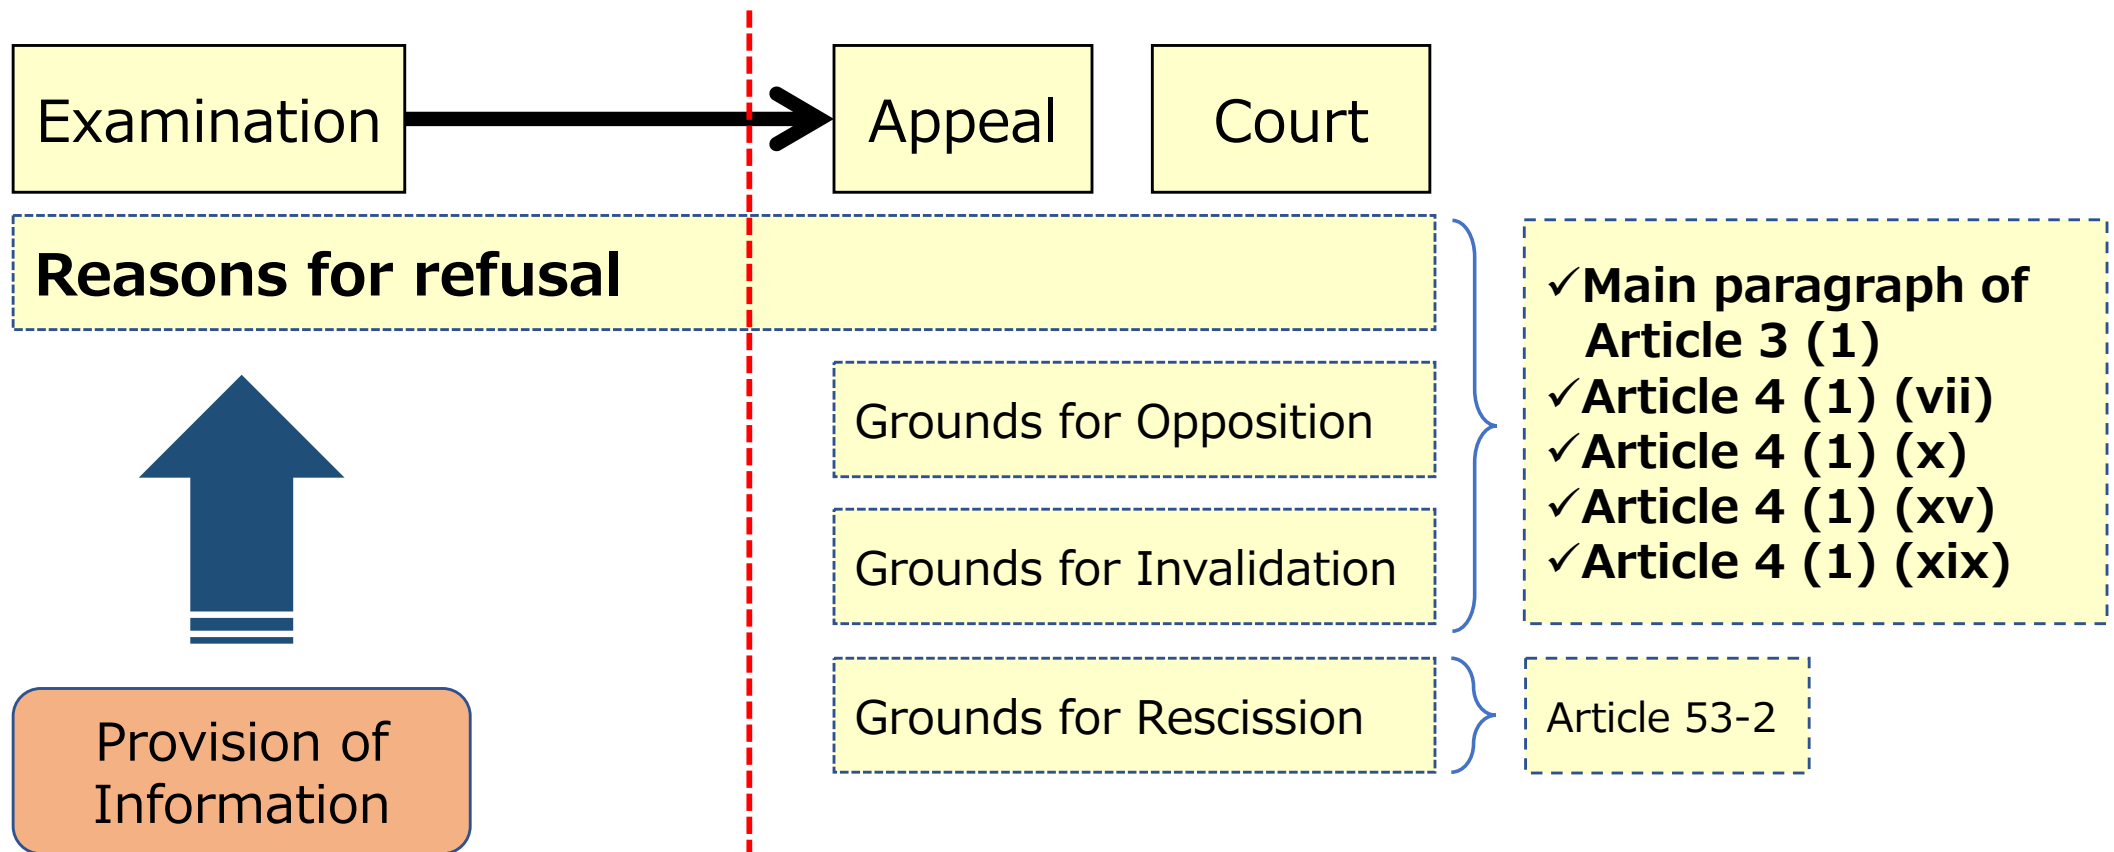 Examination
Appeal
Court
Reasons for refusal
Grounds for Opposition
Grounds for Invalidation
Grounds for Rescission
✓Main paragraph of
Article 3 (1)
✓Article 4 (1) (vii)
✓Article 4 (1) (x)
✓Article 4 (1) (xv)
✓Article 4 (1) (xix)
Article 53-2
Provision of
Information